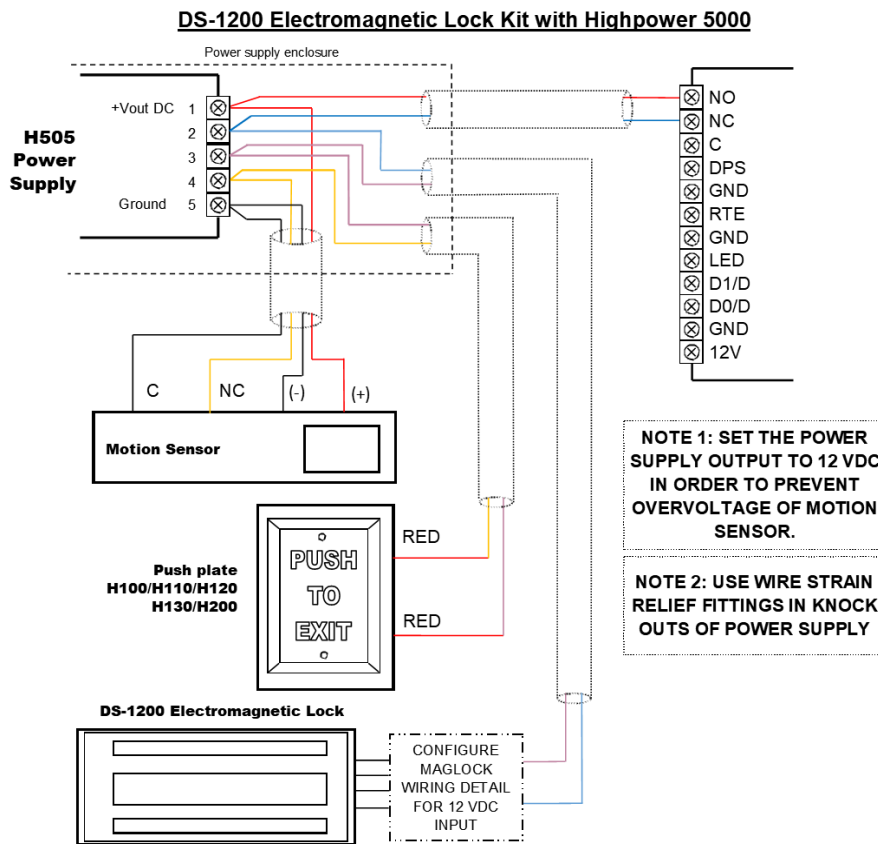 DS-1200 Electromagnetic Lock Kit with Highpower 5000
Power supply enclosure
H505
Power
Supply
+Vout DC 1
2
3
4
Ground 5
NO
NC
C
DPS
GND
RTE
GND
LED
D1/D
D0/D
GND
12V
C NC (-) (+)
Motion Sensor
NOTE 1: SET THE POWER
SUPPLY OUTPUT TO 12 VDC
IN ORDER TO PREVENT
OVERVOLTAGE OF MOTION
SENSOR.
NOTE 2: USE WIRE STRAIN
RELIEF FITTINGS IN KNOCK
OUTS OF POWER SUPPLY
Push plate
H100/H110/H120
H130/H200
PUSH
TO
EXIT
RED
RED
DS-1200 Electromagnetic Lock
CONFIGURE
MAGLOCK
WIRING DETAIL
FOR 12 VDC
INPUT